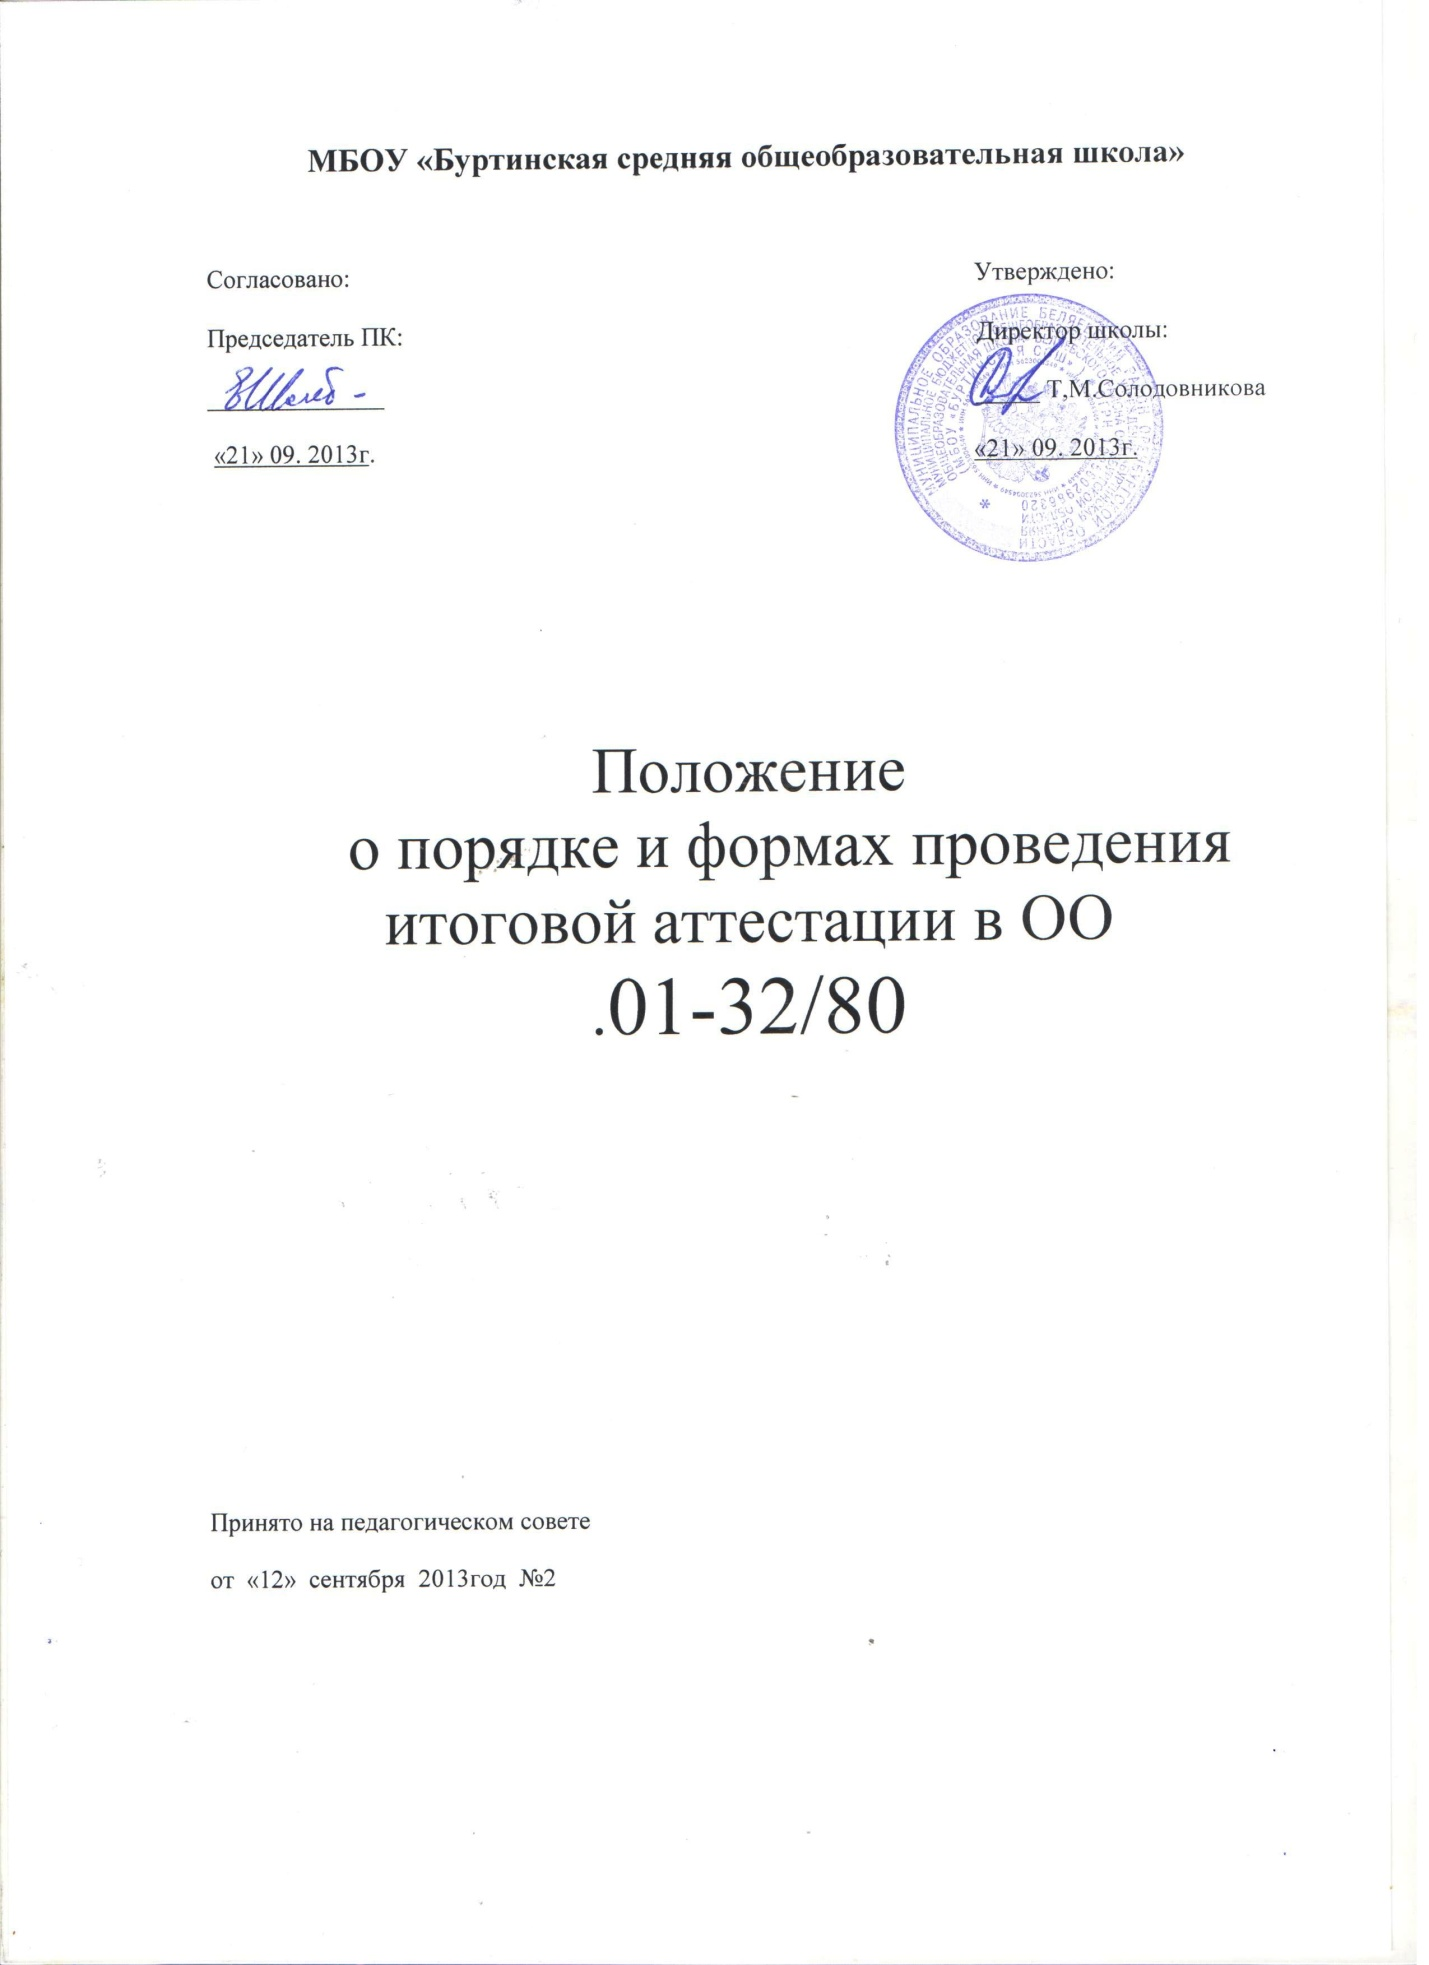 МБОУ «Буртинская средняя общеобразовательная школа»
Согласовано:
Председатель ПК:
«21» 09. 2013г.
Утверждено:
Директор школы:
Т,М.Солодовникова
«21» 09. 2013г.
Положение
о порядке и формах проведения
итоговой аттестации в ОО
.01-32/80
Принято на педагогическом совете
от «12» сентября 2013год №2